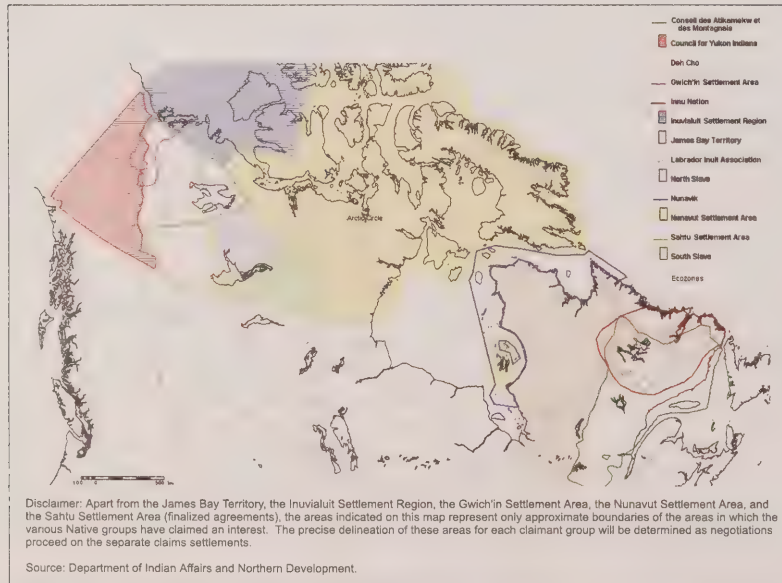 Conseil des Atikamekw et
des Montagnais
Council for Yukon Indians
Deh Cho
Gwich'in Settlement Area
Innu Nation
Inuvialuit Settlement Region
James Bay Territory
Labrador Inuit Association
North Slave
Nunavik
Nunavut Settlement Area
Sahtu Settlement Area
South Slave
Ecozones
Arctic Circle
100 0 500 km
Disclaimer: Apart from the James Bay Territory, the Inuvialuit Settlement Region, the Gwich'in Settlement Area, the Nunavut Settlement Area, and
the Sahtu Settlement Area (finalized agreements), the areas indicated on this map represent only approximate boundaries of the areas in which the
various Native groups have claimed an interest. The precise delineation of these areas for each claimant group will be determined as negotiations
proceed on the separate claims settlements.
Source: Department of Indian Affairs and Northern Development.